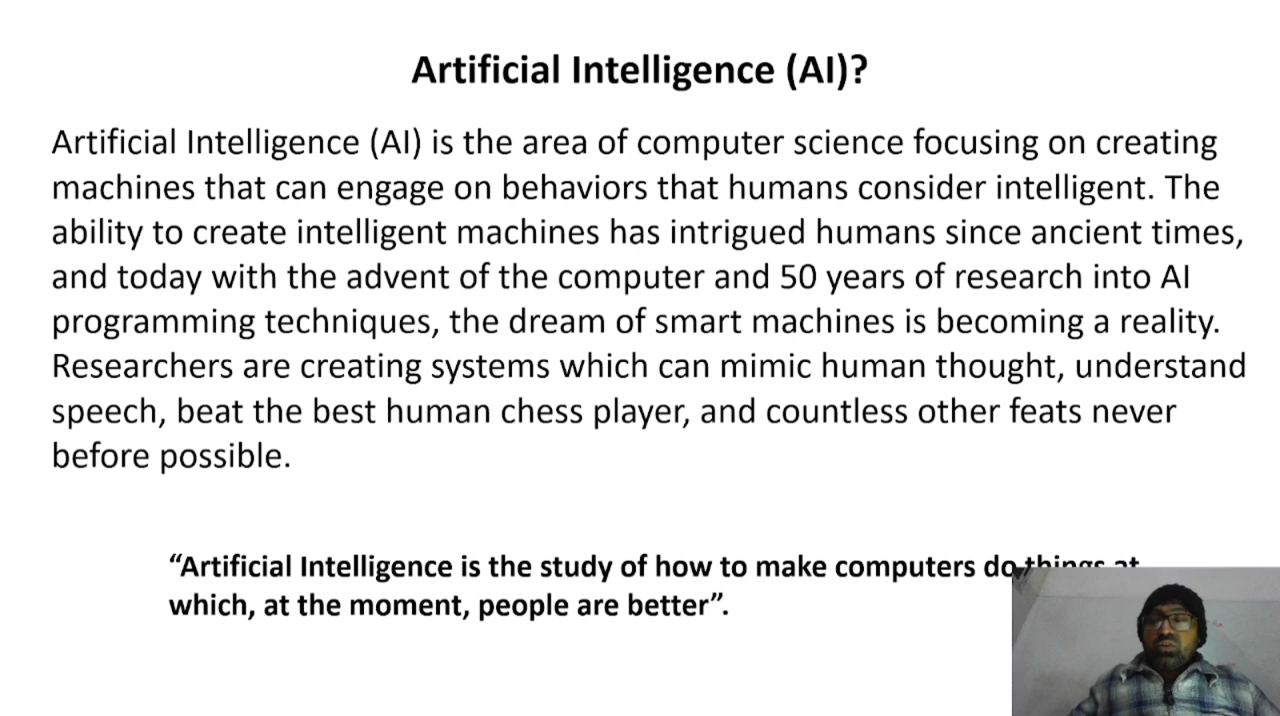 Artificial Intelligence (AI)?
Artificial Intelligence (AI) is the area of computer science focusing on creating
machines that can engage on behaviors that humans consider intelligent. The
ability to create intelligent machines has intrigued humans since ancient times,
and today with the advent of the computer and 50 years of research into AI
programming techniques, the dream of smart machines is becoming a reality.
Researchers are creating systems which can mimic human thought, understand
speech, beat the best human chess player, and countless other feats never
before possible.
“Artificial Intelligence is the study of how to make computers do things at
which, at the moment, people are better”.